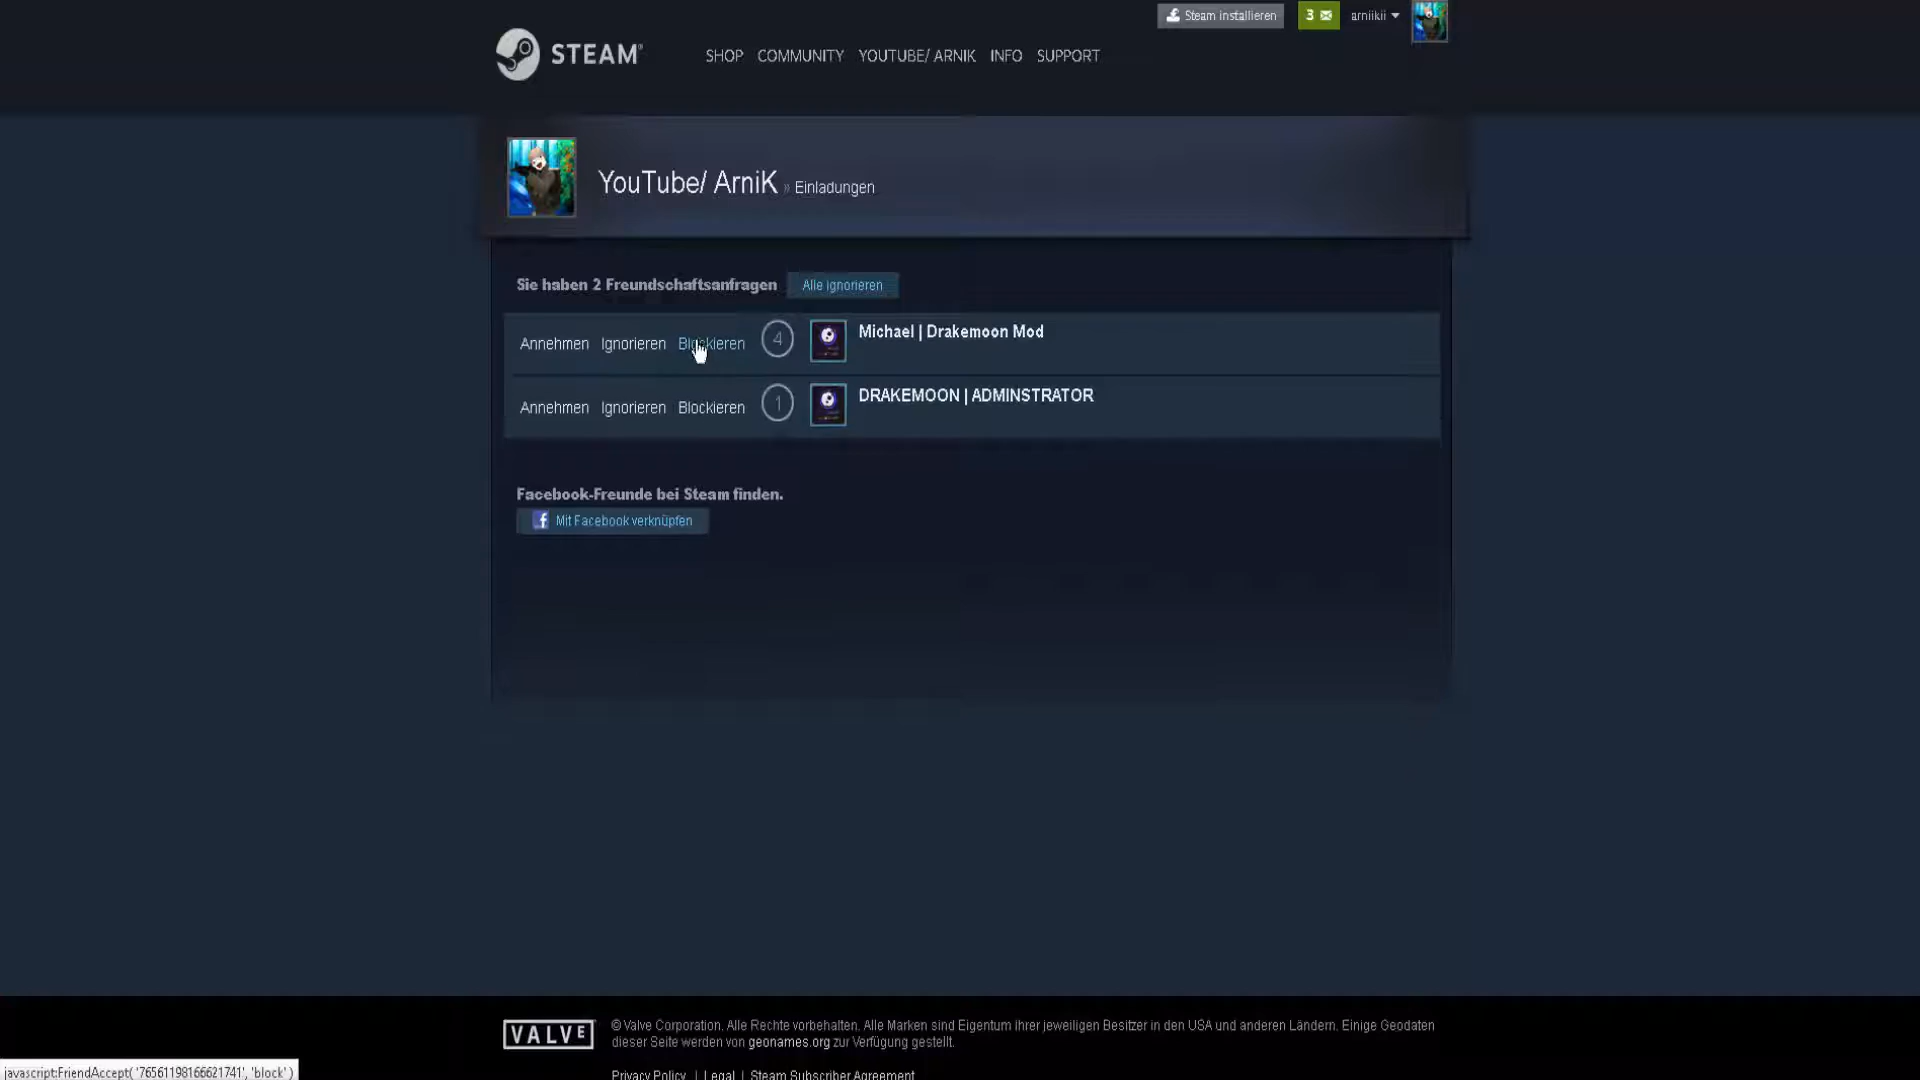 Steam installieren 3 arniikii
STEAM®
SHOP COMMUNITY YOUTUBE/ ARNIK INFO SUPPORT
YouTube/ ArniK » Einladungen
Sie haben 2 Freundschaftsanfragen Alle ignorieren
Annehmen Ignorieren Blockieren 4 Michael | Drakemoon Mod
Annehmen Ignorieren Blockieren 1 DRAKEMOON | ADMINSTRATOR
Facebook-Freunde bei Steam finden.
f Mit Facebook verknüpfen
VALVE
© Valve Corporation. Alle Rechte vorbehalten. Alle Marken sind Eigentum ihrer jeweiligen Besitzer in den USA und anderen Ländern. Einige Geodaten
dieser Seite werden von geonames.org zur Verfügung gestellt.
Privacy Policy | Legal | Steam Subscriber Agreement
javascript:FriendAccept( '76561198166621741', 'block' )